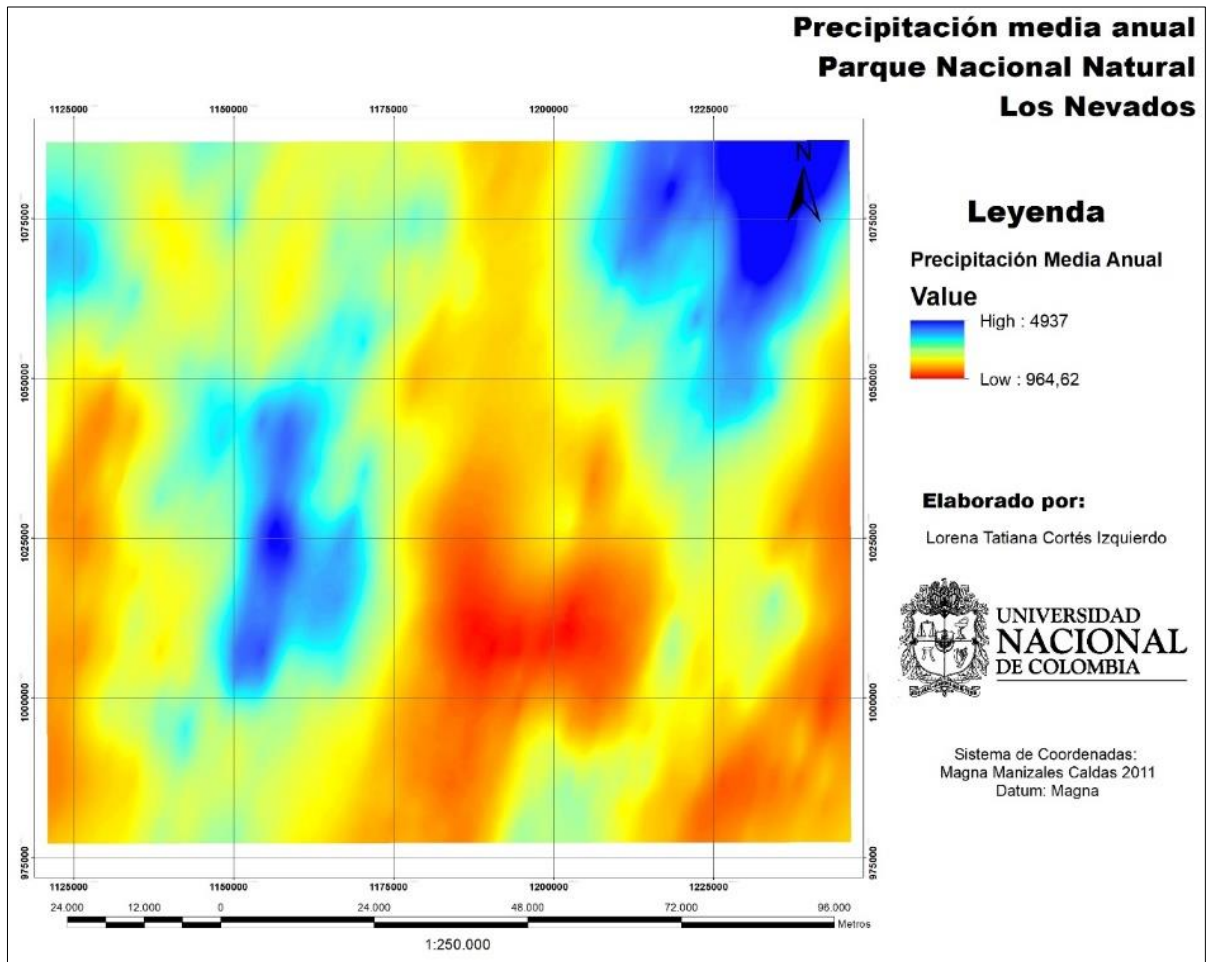 Precipitación media anual
Parque Nacional Natural
Los Nevados
1125000 1150000 1175000 1200000 1225000
N
1075000 1075000
1050000 1050000
1025000 1025000
1000000 1000000
975000 975000
1125000 1150000 1175000 1200000 1225000
24.000 12.000 0 24.000 48.000 72.000 96.000
Metros
1:250.000
Leyenda
Precipitación Media Anual
Value
High : 4937
Low : 964,62
Elaborado por:
Lorena Tatiana Cortés Izquierdo
UNIVERSIDAD
NACIONAL
DE COLOMBIA
Sistema de Coordenadas:
Magna Manizales Caldas 2011
Datum: Magna